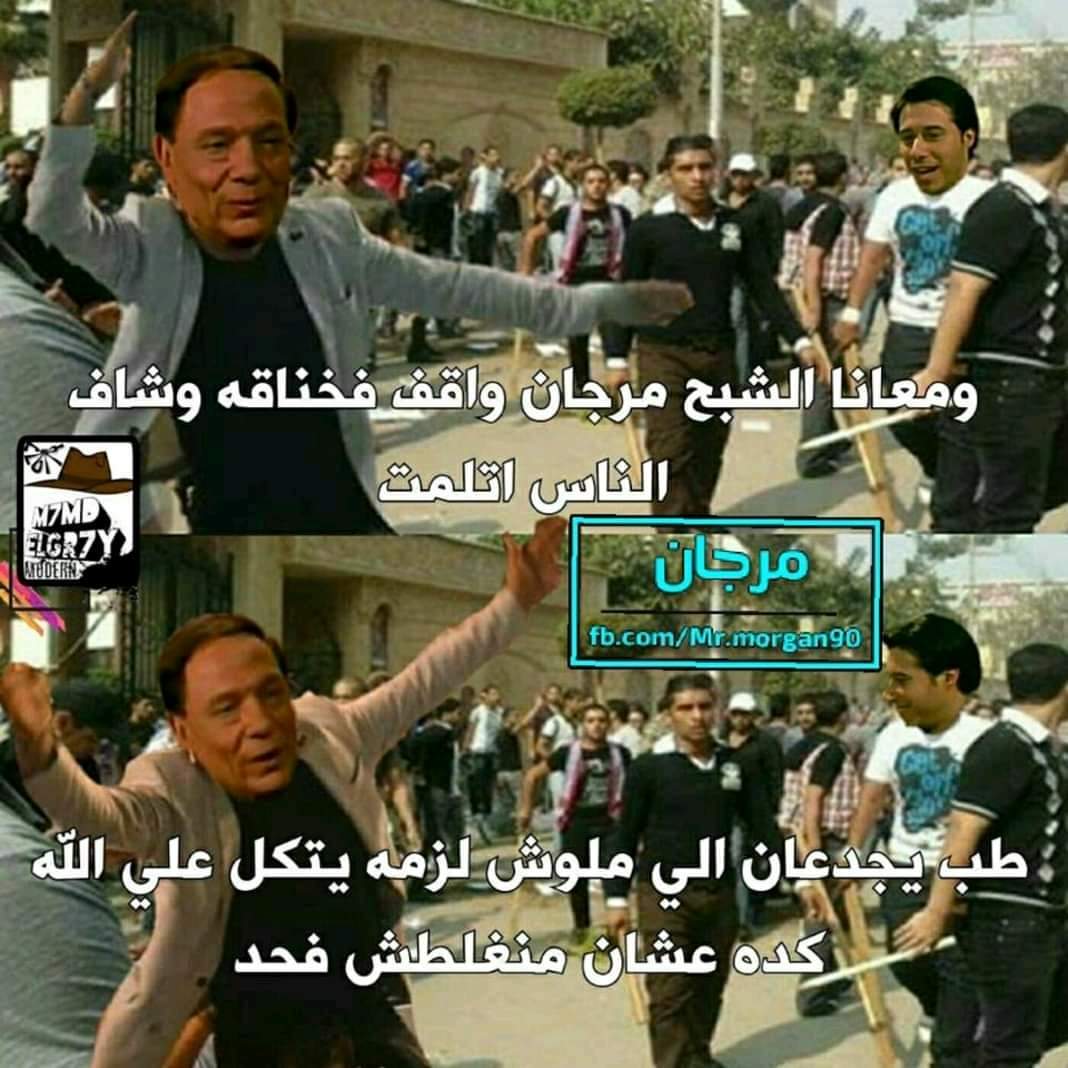 ومعانا الشبح مرجان واقف فخناقه وشاف
الناس اتلمت
M7MD
ELGR7Y
MODERN
مرجان
fb.com/Mr.morgan90
طب يجدعان الي ملوش لزمه يتكل علي الله
كده عشان منغلطش فحد